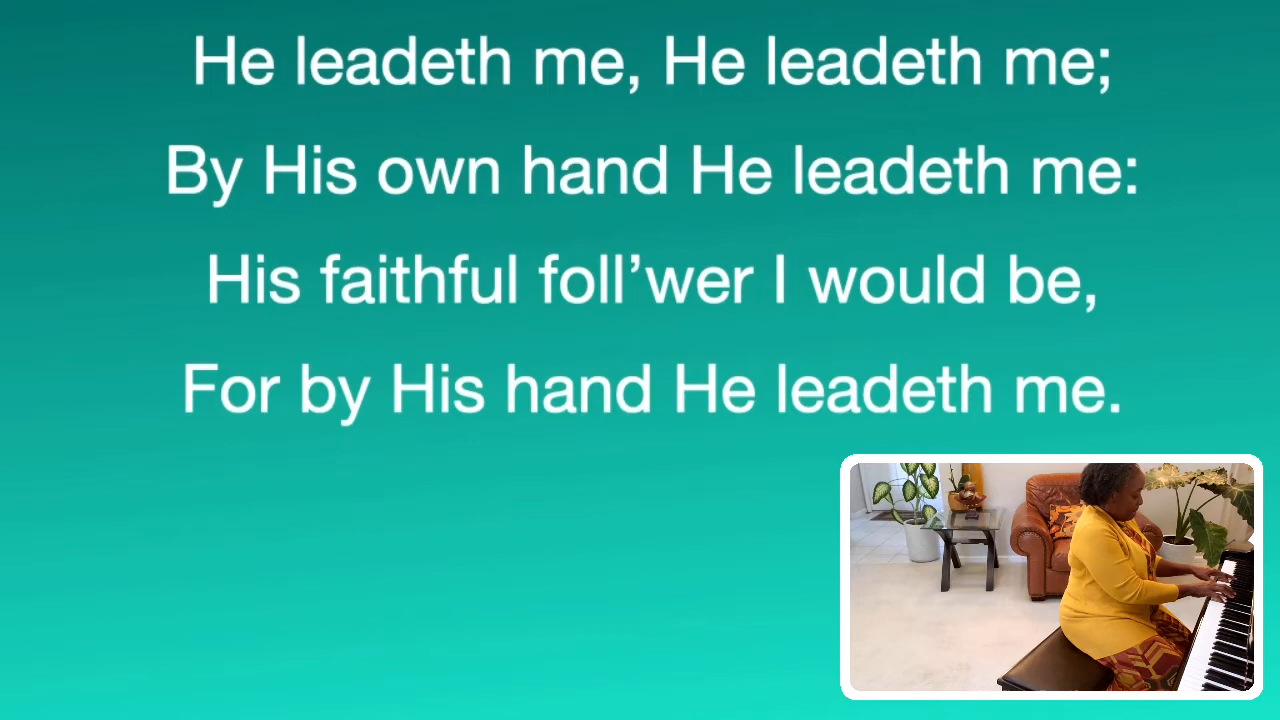 He leadeth me, He leadeth me;
By His own hand He leadeth me:
His faithful foll’wer I would be,
For by His hand He leadeth me.